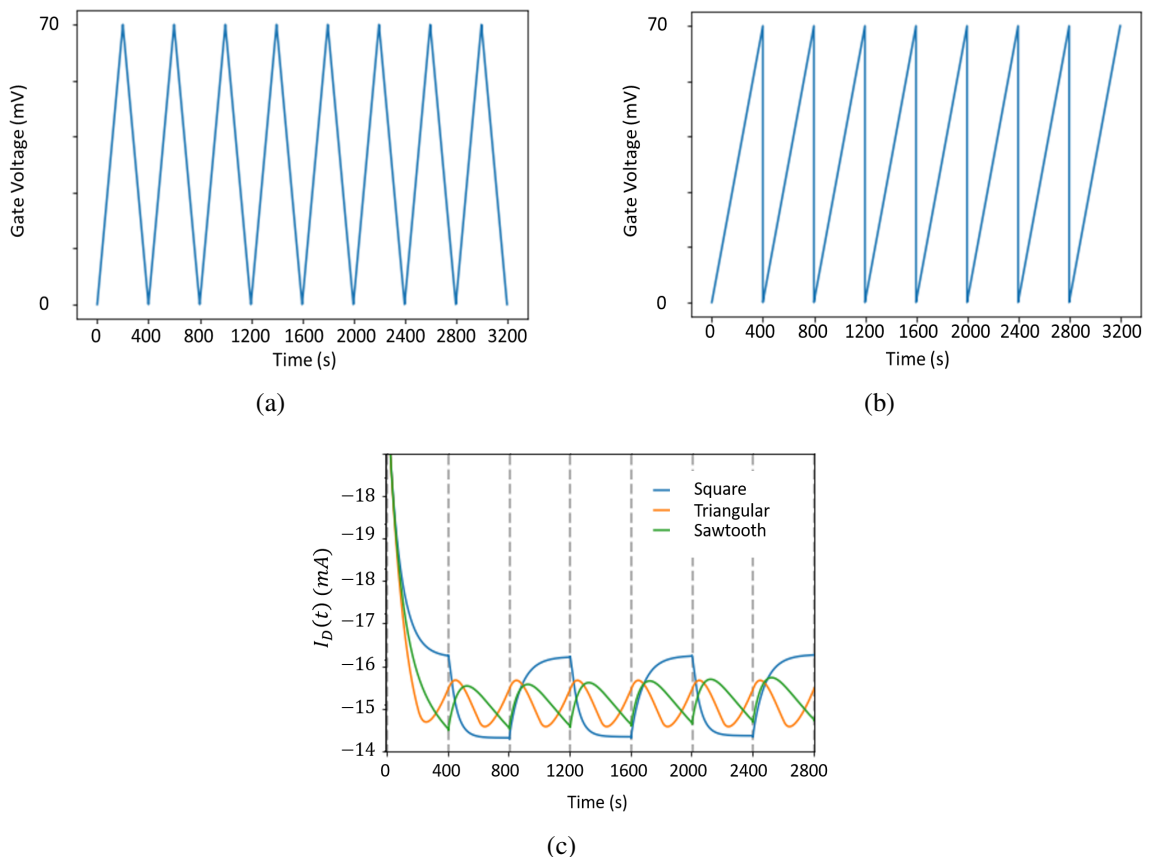 70
Gate Voltage (mV)
0
0 400 800 1200 1600 2000 2400 2800 3200
Time (s)
(a)
70
Gate Voltage (mV)
0
0 400 800 1200 1600 2000 2400 2800 3200
Time (s)
(b)
−18
−19
−18
−17
−16
−15
−14
I_D(t) (mA)
Square
Triangular
Sawtooth
0 400 800 1200 1600 2000 2400 2800
Time (s)
(c)